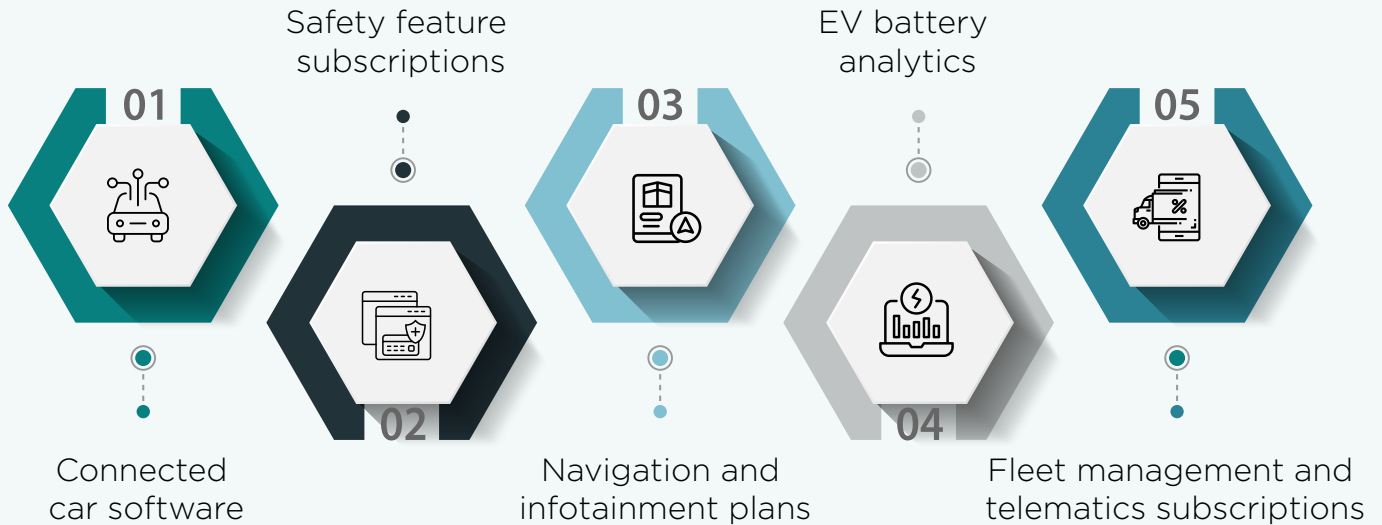 01
Connected
car software
Safety feature
subscriptions
02
03
Navigation and
infotainment plans
EV battery
analytics
04
05
%
Fleet management and
telematics subscriptions